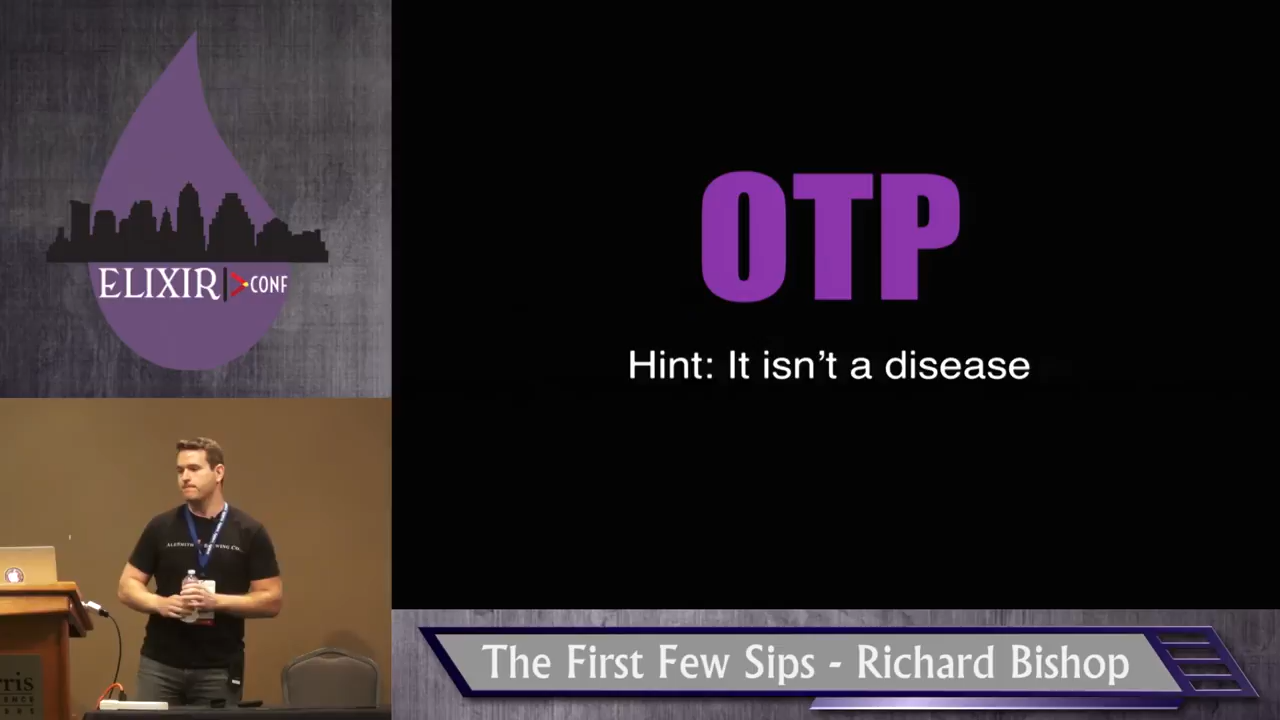 ELIXIR|>CONF
OTP
Hint: It isn't a disease
The First Few Sips - Richard Bishop